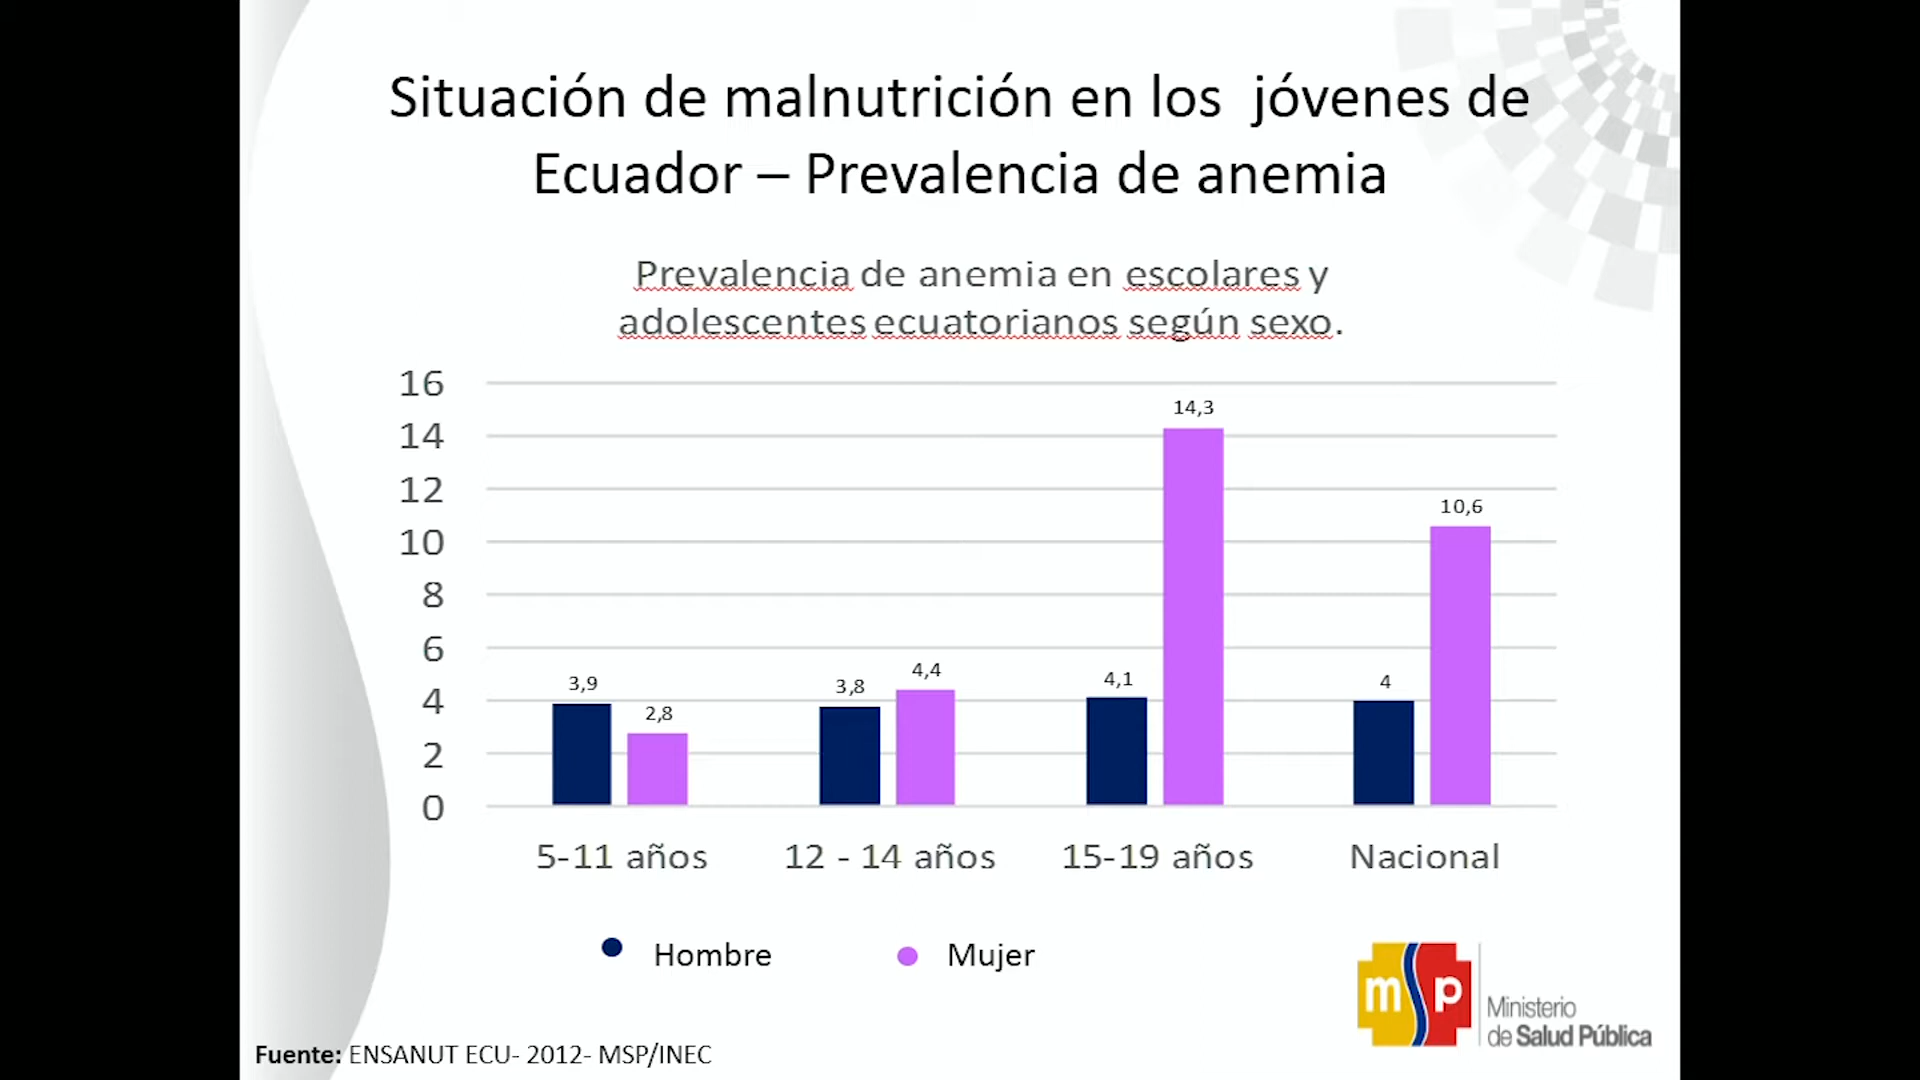 Situación de malnutrición en los jóvenes de
Ecuador – Prevalencia de anemia
Prevalencia de anemia en escolares y
adolescentes ecuatorianos según sexo.
16
14
12
10
8
6
4
2
0
3,9
2,8
3,8
4,4
4,1
14,3
4
10,6
5-11 años
12 - 14 años
15-19 años
Nacional
Hombre
Mujer
msp
Ministerio
de Salud Pública
Fuente: ENSANUT ECU- 2012- MSP/INEC